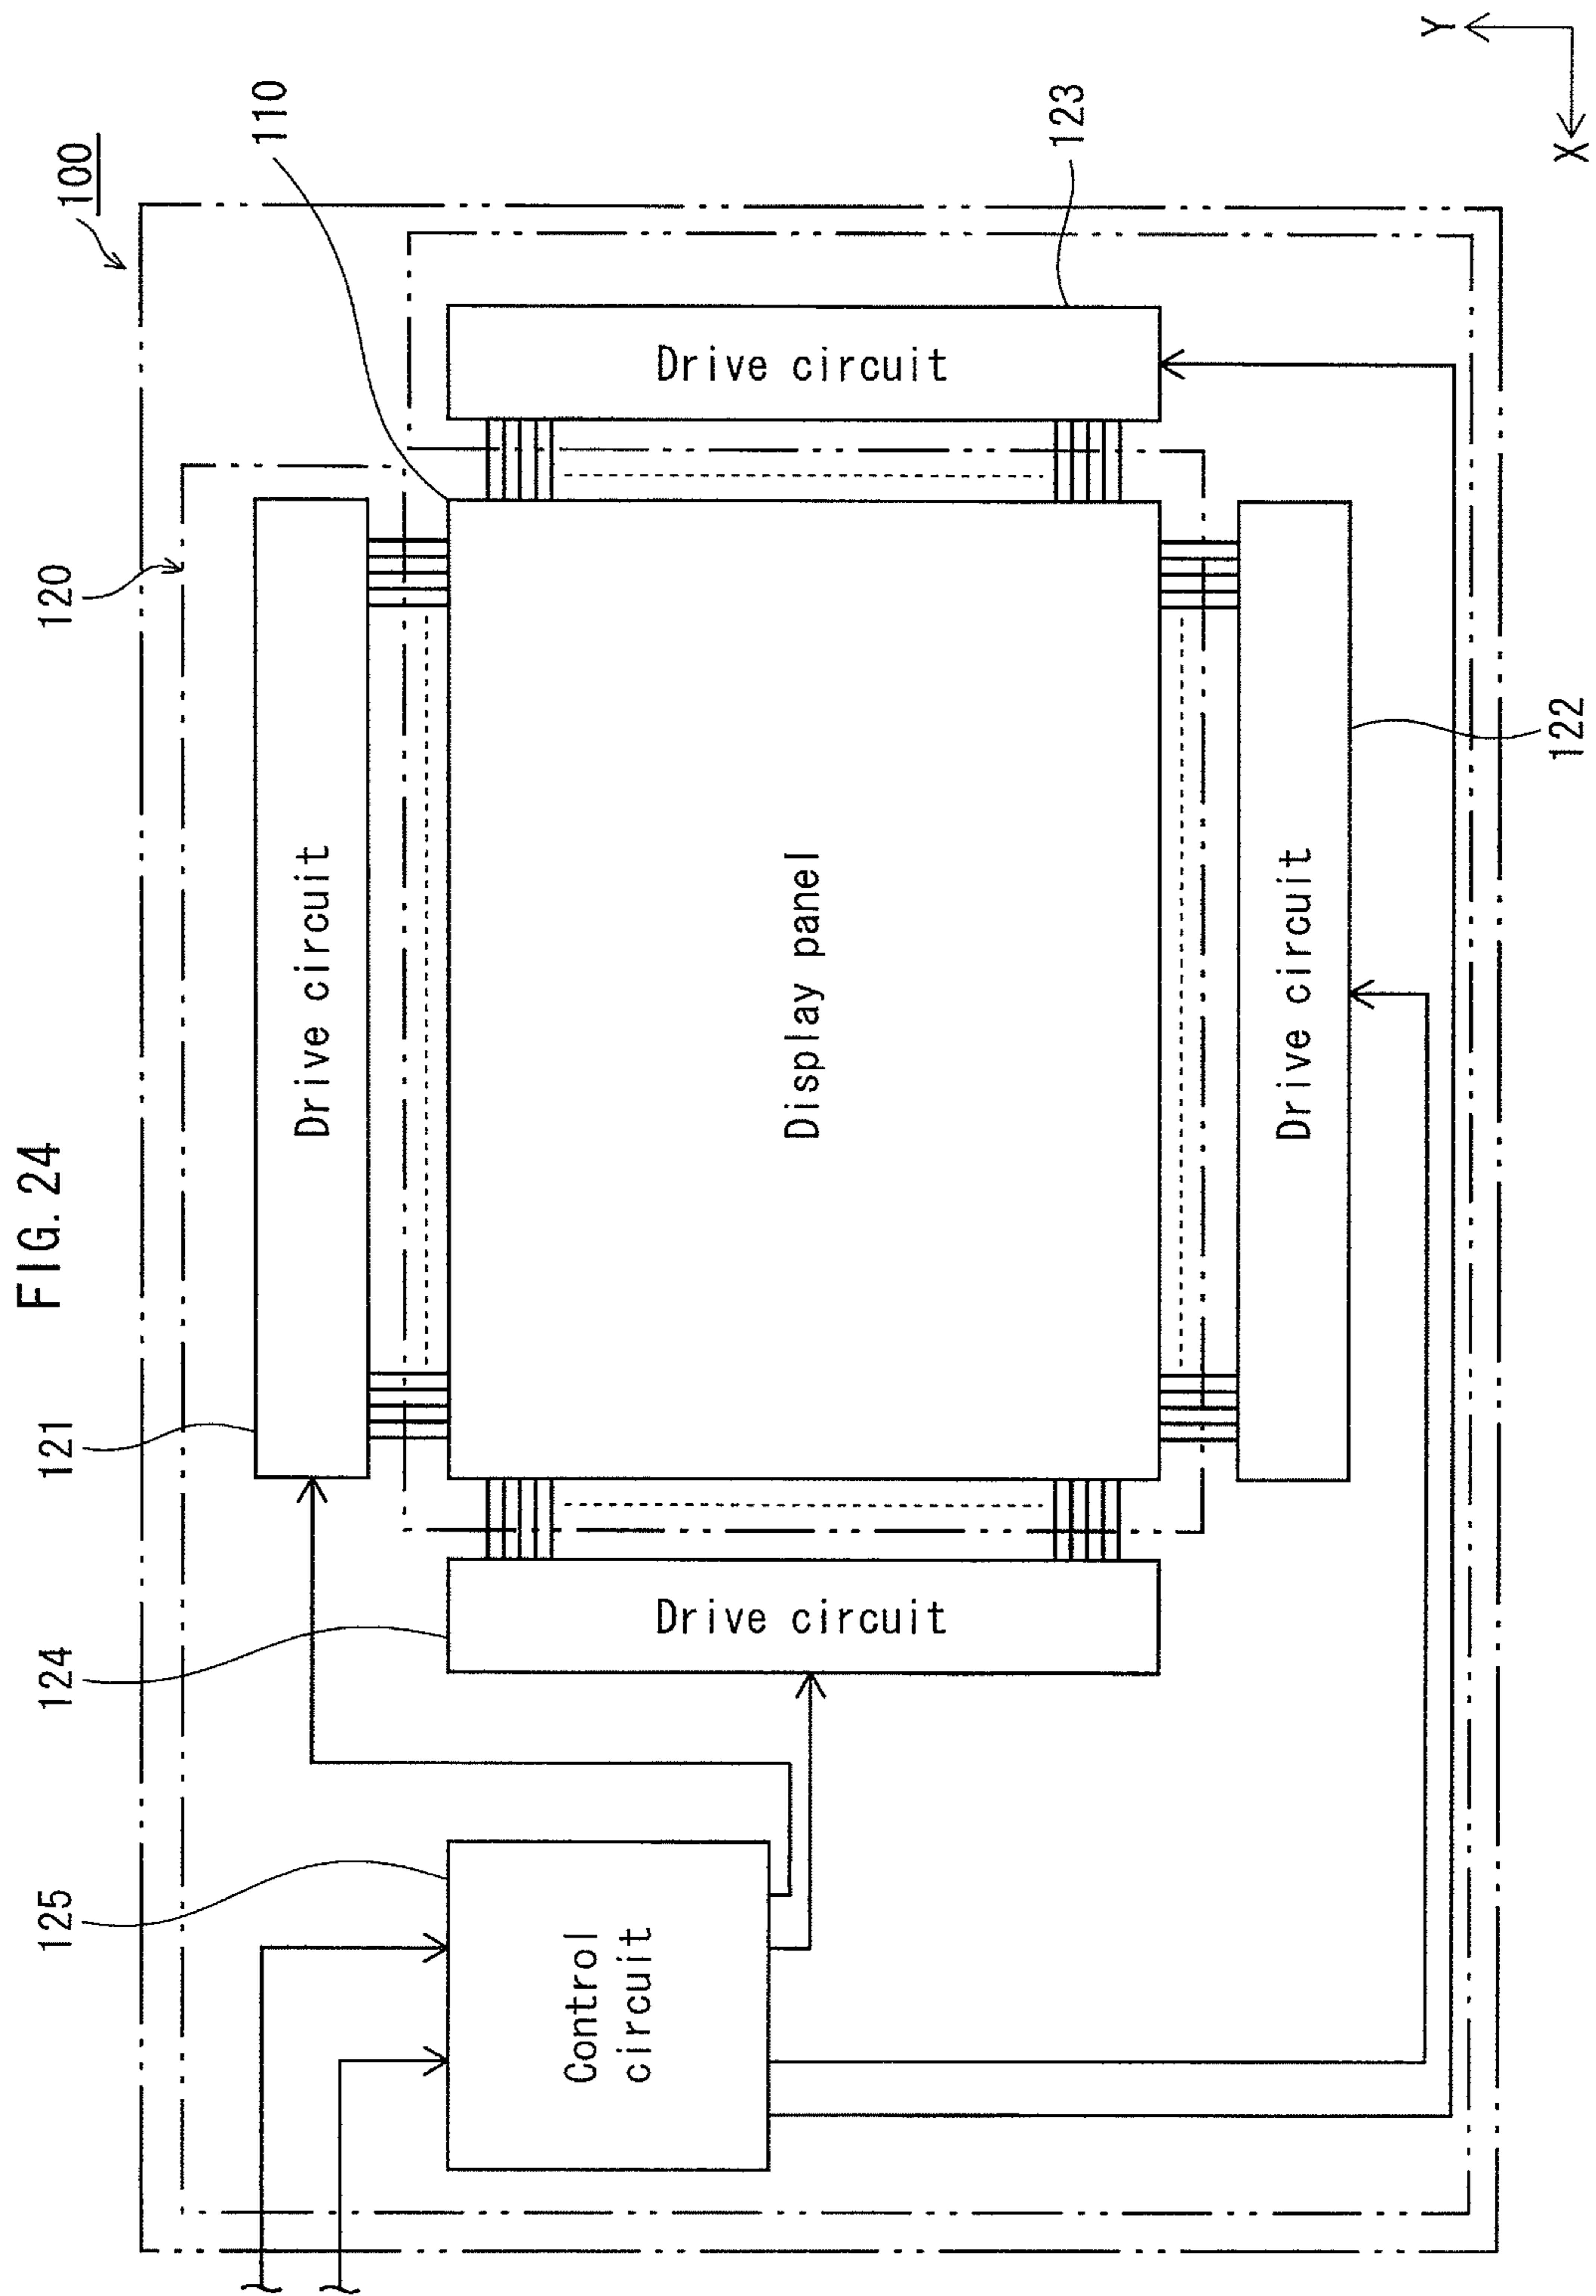 FIG. 24
125
124
121
120
100
110
Drive circuit
Control
circuit
Drive circuit
Display panel
Drive circuit
123
Drive circuit
122
Y
X